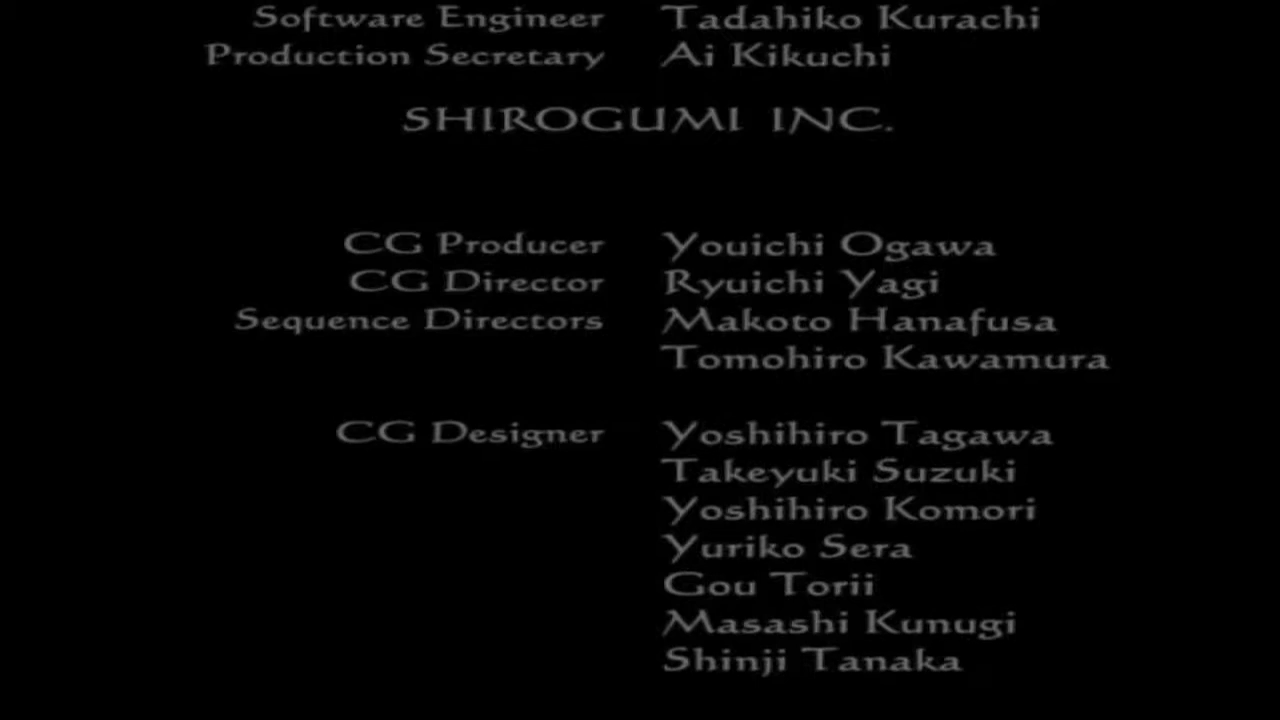 Software Engineer Tadahiko Kurachi
Production Secretary Ai Kikuchi
SHIROGUMI INC.
CG Producer Youichi Ogawa
CG Director Ryuichi Yagi
Sequence Directors Makoto Hanafusa
Tomohiro Kawamura
CG Designer Yoshihiro Tagawa
Takeyuki Suzuki
Yoshihiro Komori
Yuriko Sera
Gou Torii
Masashi Kunugi
Shinji Tanaka